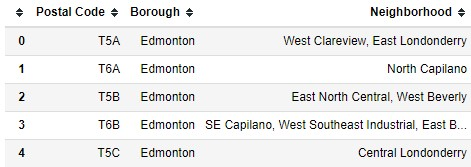 Postal Code Borough Neighborhood
0 T5A Edmonton West Clareview, East Londonderry
1 T6A Edmonton North Capilano
2 T5B Edmonton East North Central, West Beverly
3 T6B Edmonton SE Capilano, West Southeast Industrial, East B...
4 T5C Edmonton Central Londonderry